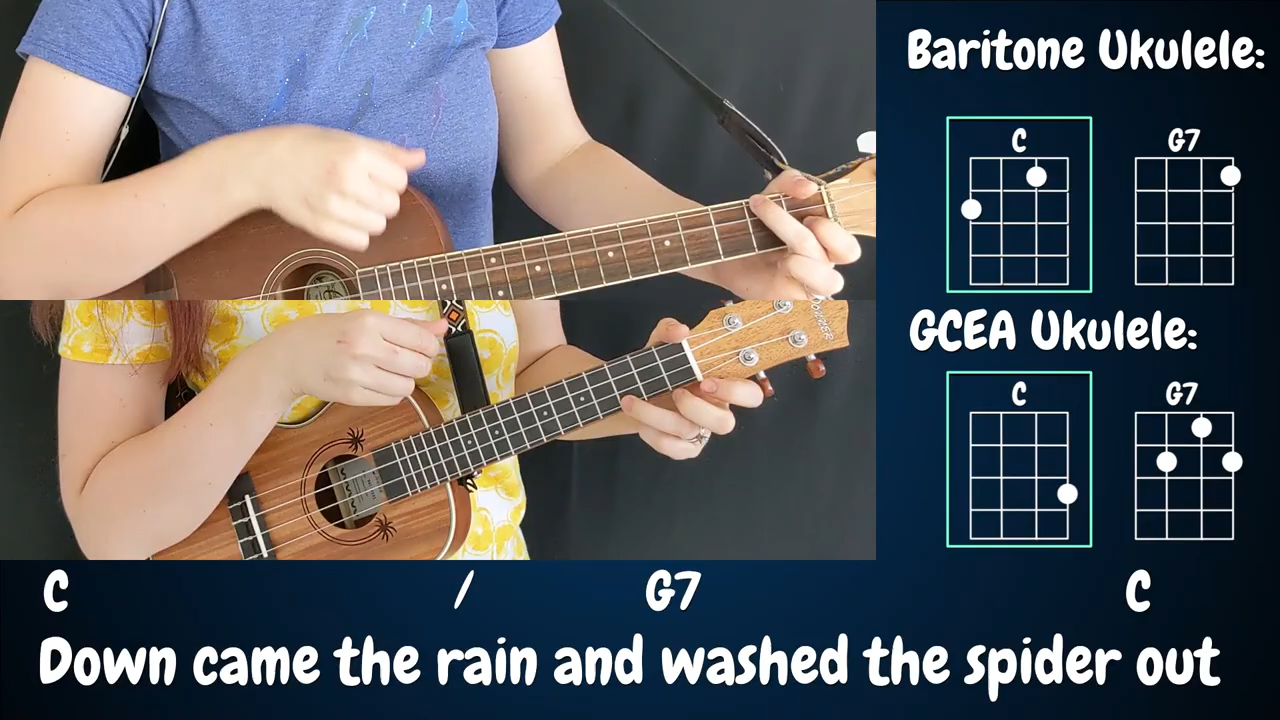 Baritone Ukulele:
C G7
GCEA Ukulele:
C G7
C / G7 C
Down came the rain and washed the spider out